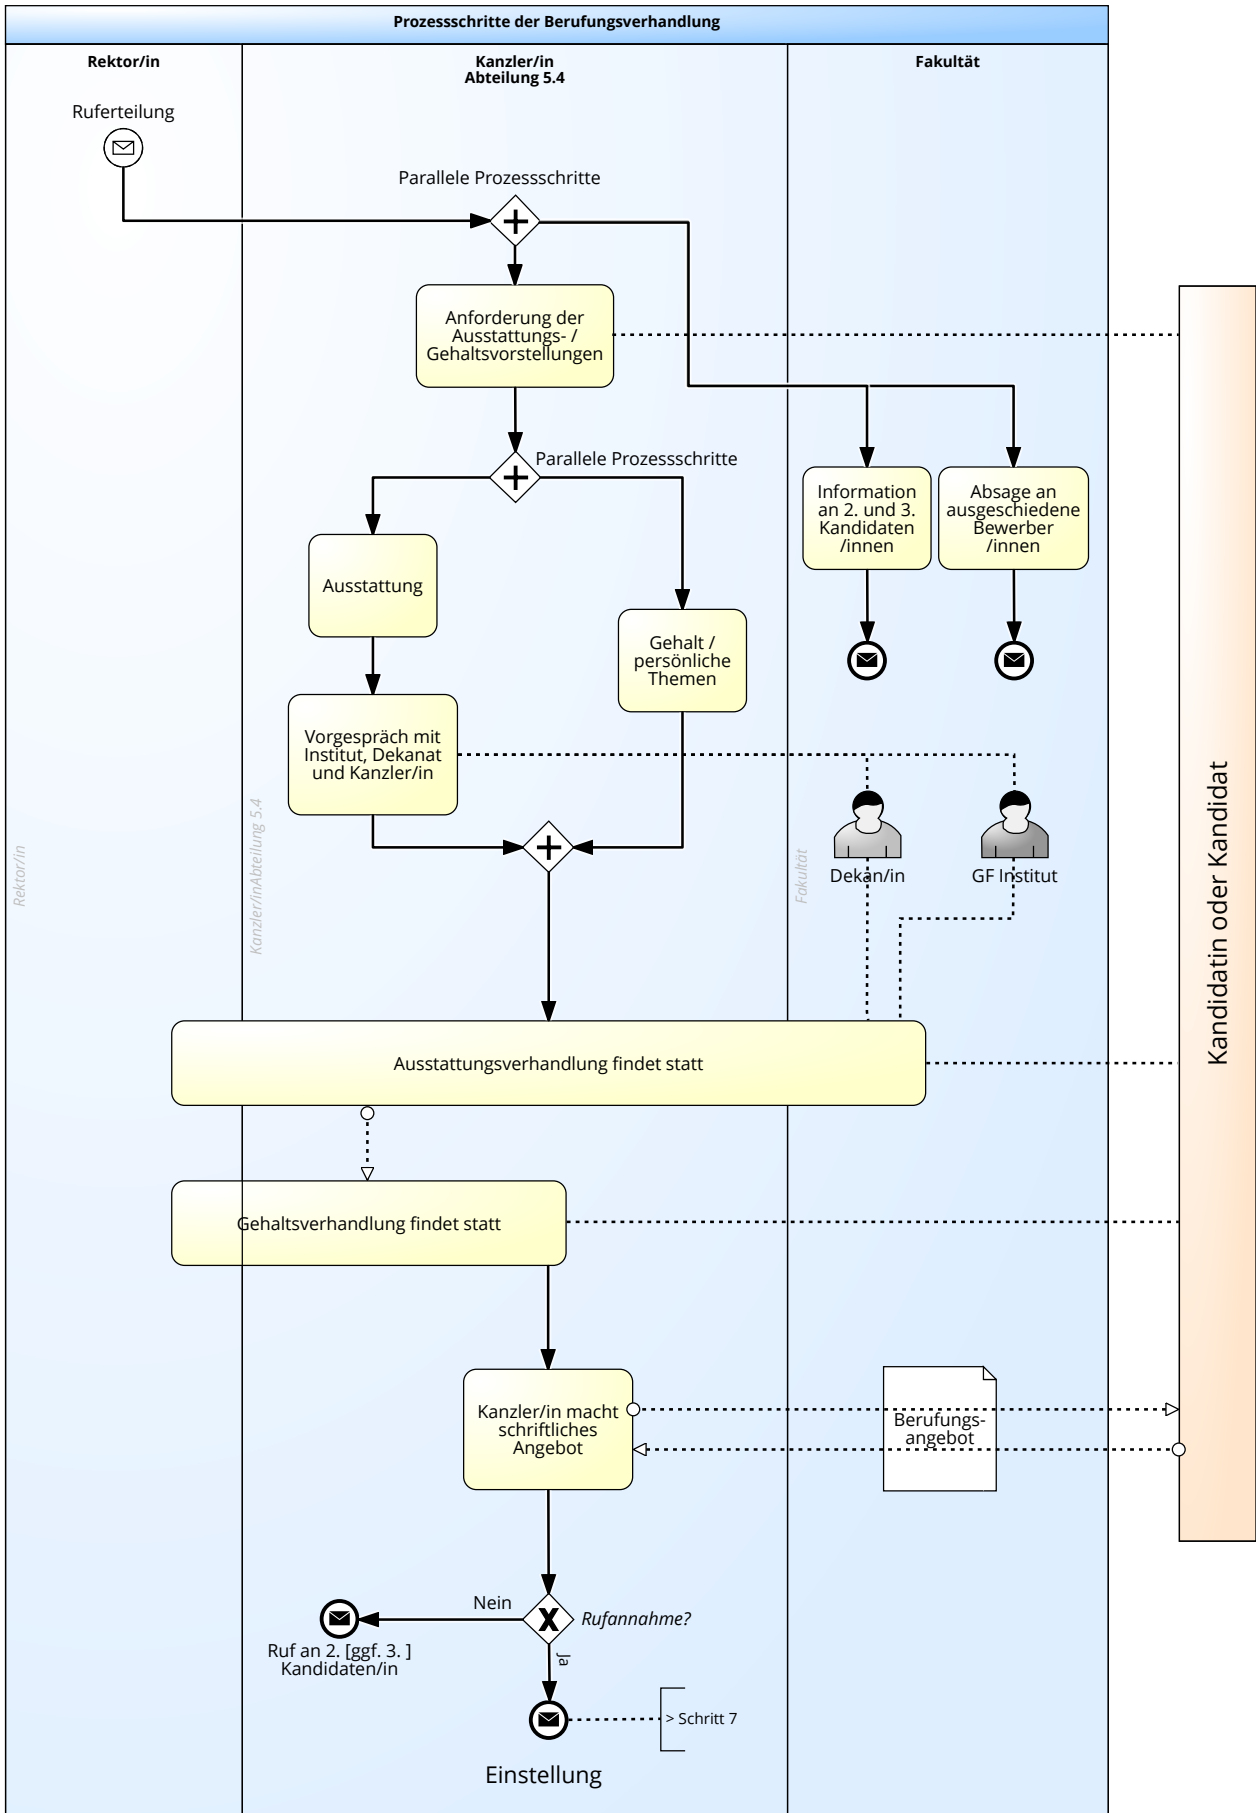 Prozessschritte der Berufungsverhandlung
Rektor/in
Kanzler/in
Abteilung 5.4
Fakultät
Ruferteilung
Parallele Prozessschritte
Anforderung der
Ausstattungs- /
Gehaltsvorstellungen
Parallele Prozessschritte
Information
an 2. und 3.
Kandidaten
/innen
Absage an
ausgeschiedene
Bewerber
/innen
Ausstattung
Gehalt /
persönliche
Themen
Vorgespräch mit
Institut, Dekanat
und Kanzler/in
Rektor/in
Kanzler/inAbteilung 5.4
Fakultät
Dekan/in
GF Institut
Kandidatin oder Kandidat
Ausstattungsverhandlung findet statt
Gehaltsverhandlung findet statt
Kanzler/in macht
schriftliches
Angebot
Berufungs-
angebot
Nein
Rufannahme?
Ruf an 2. [ggf. 3. ]
Kandidaten/in
Ja
> Schritt 7
Einstellung